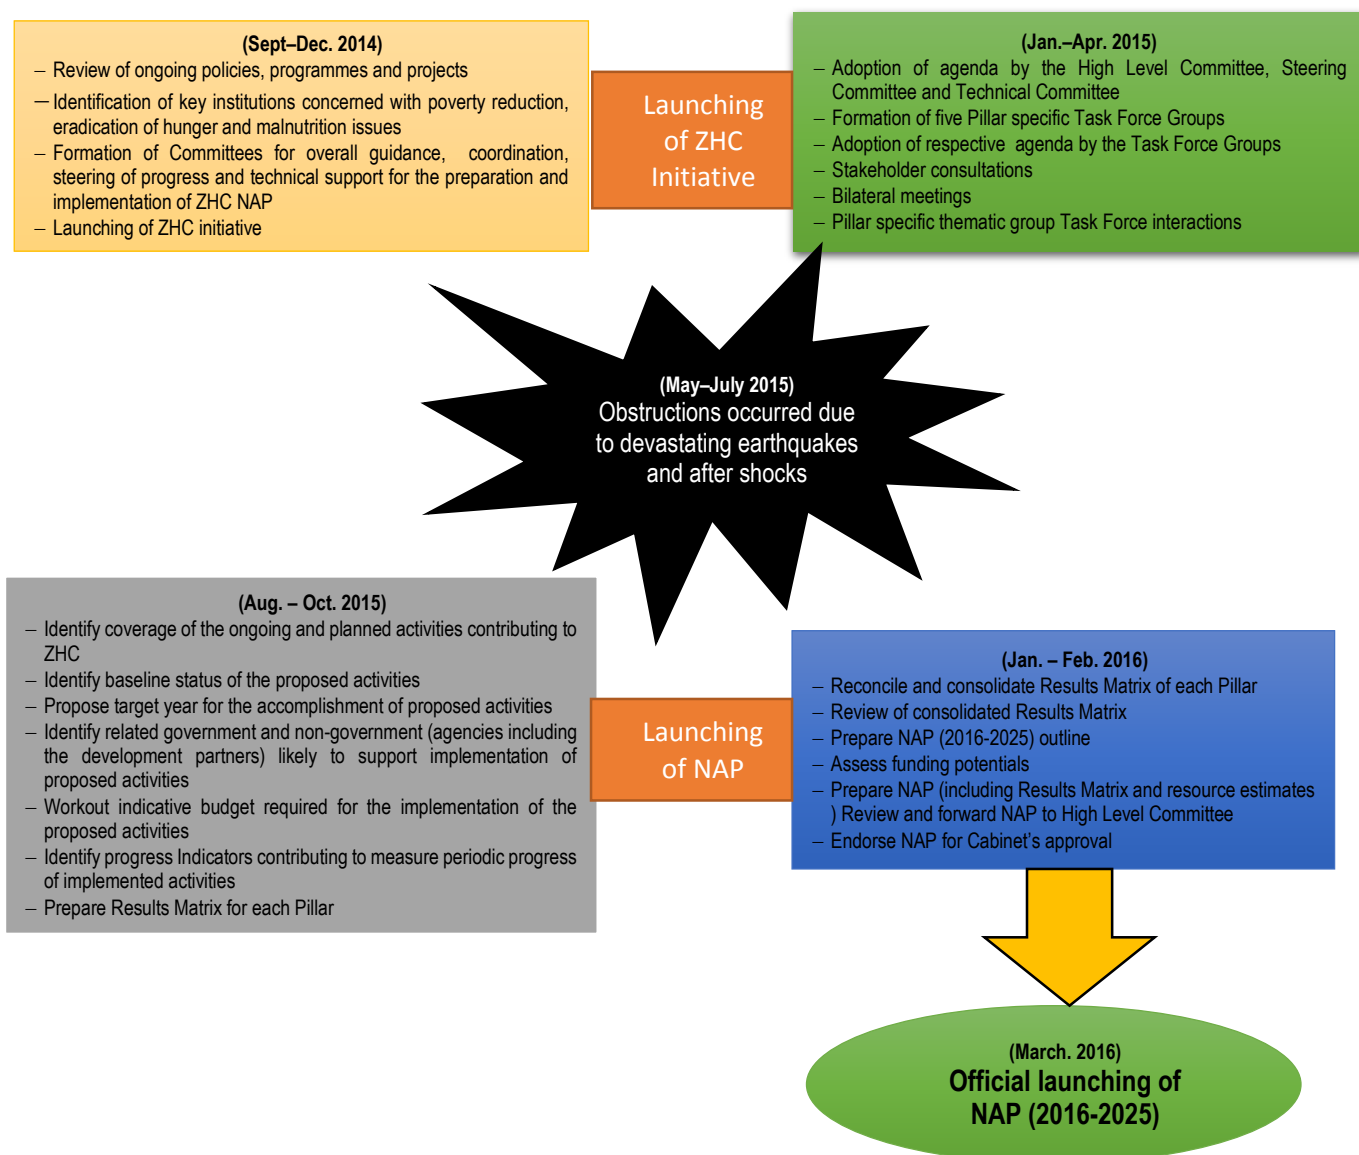 (Sept–Dec. 2014)
– Review of ongoing policies, programmes and projects
– Identification of key institutions concerned with poverty reduction,
eradication of hunger and malnutrition issues
– Formation of Committees for overall guidance, coordination,
steering of progress and technical support for the preparation and
implementation of ZHC NAP
– Launching of ZHC initiative
Launching
of ZHC
Initiative
(Jan.–Apr. 2015)
– Adoption of agenda by the High Level Committee, Steering
Committee and Technical Committee
– Formation of five Pillar specific Task Force Groups
– Adoption of respective agenda by the Task Force Groups
– Stakeholder consultations
– Bilateral meetings
– Pillar specific thematic group Task Force interactions
(May–July 2015)
Obstructions occurred due
to devastating earthquakes
and after shocks
(Aug. – Oct. 2015)
– Identify coverage of the ongoing and planned activities contributing to
ZHC
– Identify baseline status of the proposed activities
– Propose target year for the accomplishment of proposed activities
– Identify related government and non-government (agencies including
the development partners) likely to support implementation of
proposed activities
– Workout indicative budget required for the implementation of the
proposed activities
– Identify progress Indicators contributing to measure periodic progress
of implemented activities
– Prepare Results Matrix for each Pillar
Launching
of NAP
(Jan. – Feb. 2016)
– Reconcile and consolidate Results Matrix of each Pillar
– Review of consolidated Results Matrix
– Prepare NAP (2016-2025) outline
– Assess funding potentials
– Prepare NAP (including Results Matrix and resource estimates
) Review and forward NAP to High Level Committee
– Endorse NAP for Cabinet's approval
(March. 2016)
Official launching of
NAP (2016-2025)